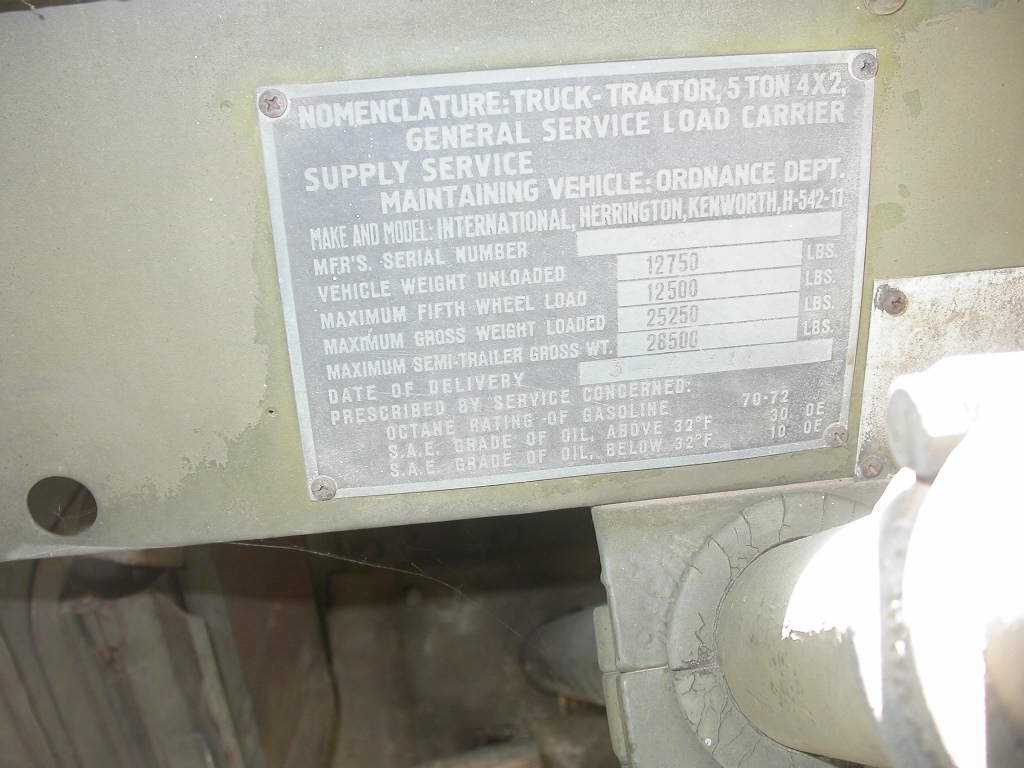 NOMENCLATURE: TRUCK-TRACTOR, 5 TON 4X2,
GENERAL SERVICE LOAD CARRIER
SUPPLY SERVICE
MAINTAINING VEHICLE: ORDNANCE DEPT.
MAKE AND MODEL: INTERNATIONAL, HERRINGTON, KENWORTH, H-542-11
MFR'S. SERIAL NUMBER
VEHICLE WEIGHT UNLOADED 12750 LBS.
MAXIMUM FIFTH WHEEL LOAD 12500 LBS.
MAXIMUM GROSS WEIGHT LOADED 25250 LBS.
MAXIMUM SEMI-TRAILER GROSS WT. 28500 LBS.
DATE OF DELIVERY
PRESCRIBED BY SERVICE CONCERNED:
OCTANE RATING OF GASOLINE 70-72
S.A.E. GRADE OF OIL, ABOVE 32°F 30 OE
S.A.E. GRADE OF OIL, BELOW 32°F 10 OE